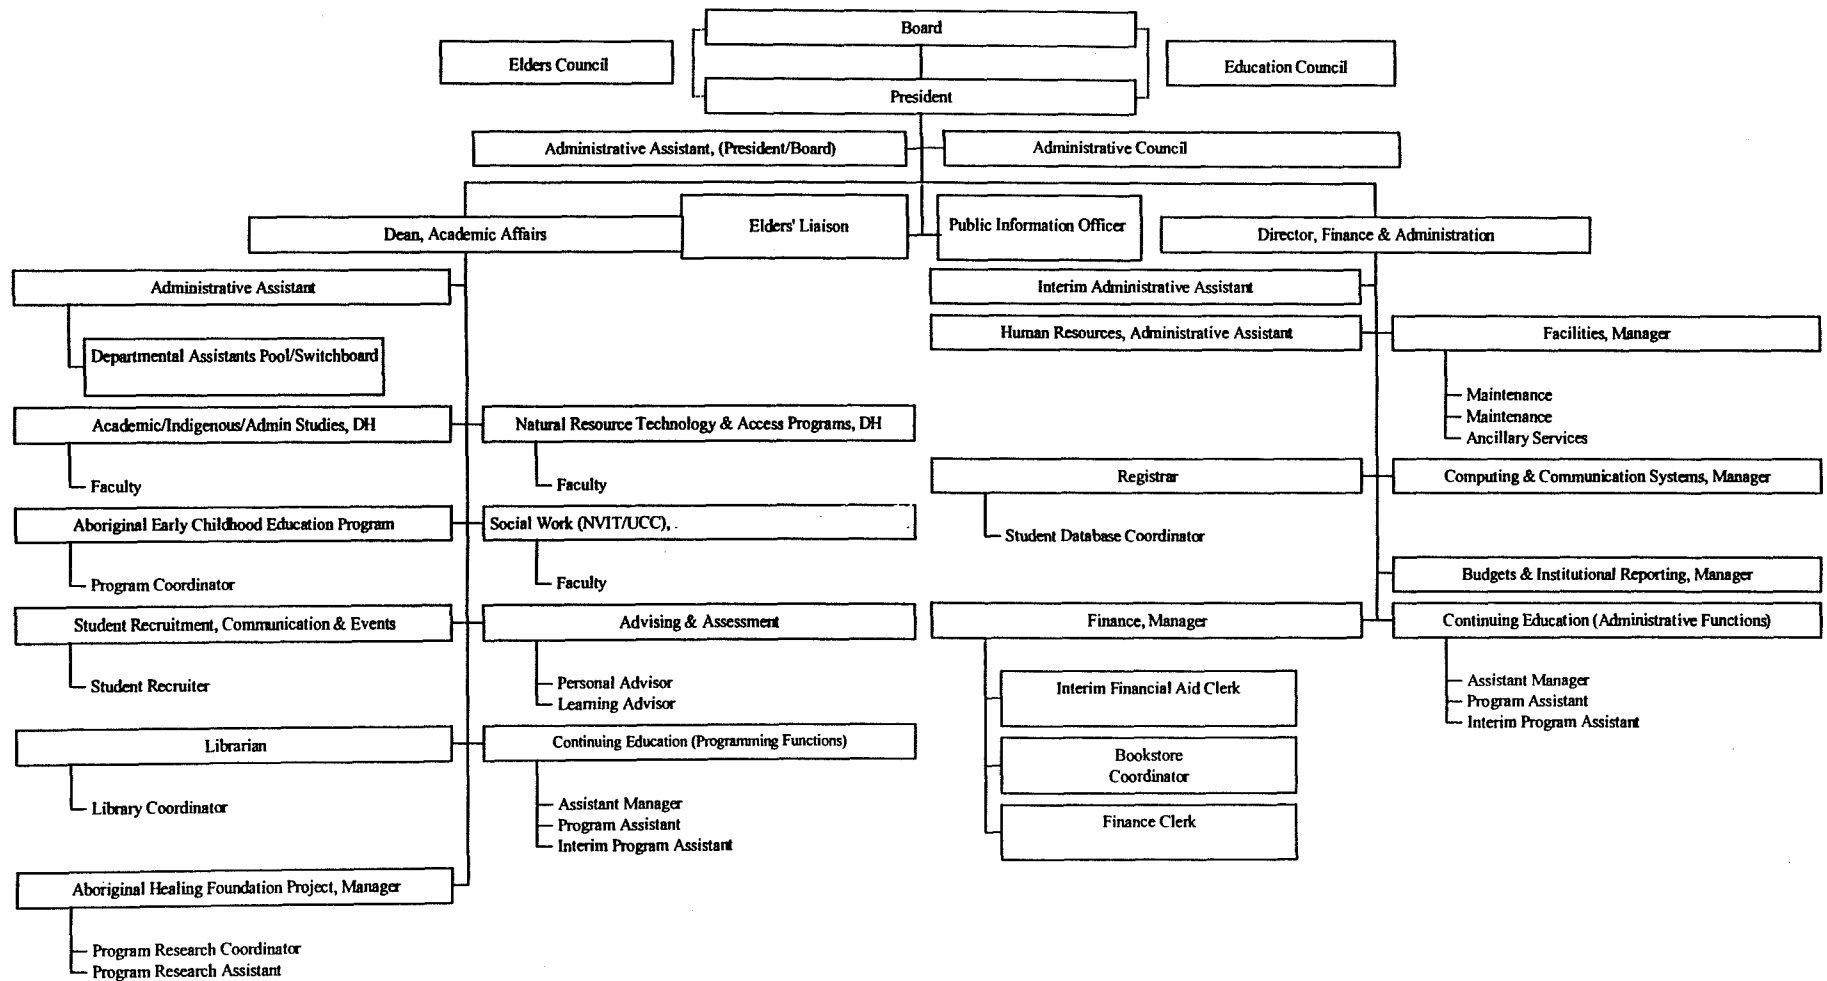 Board
Elders Council
Education Council
President
Administrative Assistant, (President/Board)
Administrative Council
Dean, Academic Affairs
Elders' Liaison
Public Information Officer
Director, Finance & Administration
Administrative Assistant
Departmental Assistants Pool/Switchboard
Academic/Indigenous/Admin Studies, DH
Faculty
Natural Resource Technology & Access Programs, DH
Faculty
Aboriginal Early Childhood Education Program
Program Coordinator
Social Work (NVIT/UCC),
Faculty
Student Recruitment, Communication & Events
Student Recruiter
Advising & Assessment
Personal Advisor
Learning Advisor
Librarian
Library Coordinator
Continuing Education (Programming Functions)
Assistant Manager
Program Assistant
Interim Program Assistant
Aboriginal Healing Foundation Project, Manager
Program Research Coordinator
Program Research Assistant
Interim Administrative Assistant
Human Resources, Administrative Assistant
Facilities, Manager
Maintenance
Maintenance
Ancillary Services
Registrar
Student Database Coordinator
Computing & Communication Systems, Manager
Budgets & Institutional Reporting, Manager
Finance, Manager
Interim Financial Aid Clerk
Bookstore
Coordinator
Finance Clerk
Continuing Education (Administrative Functions)
Assistant Manager
Program Assistant
Interim Program Assistant